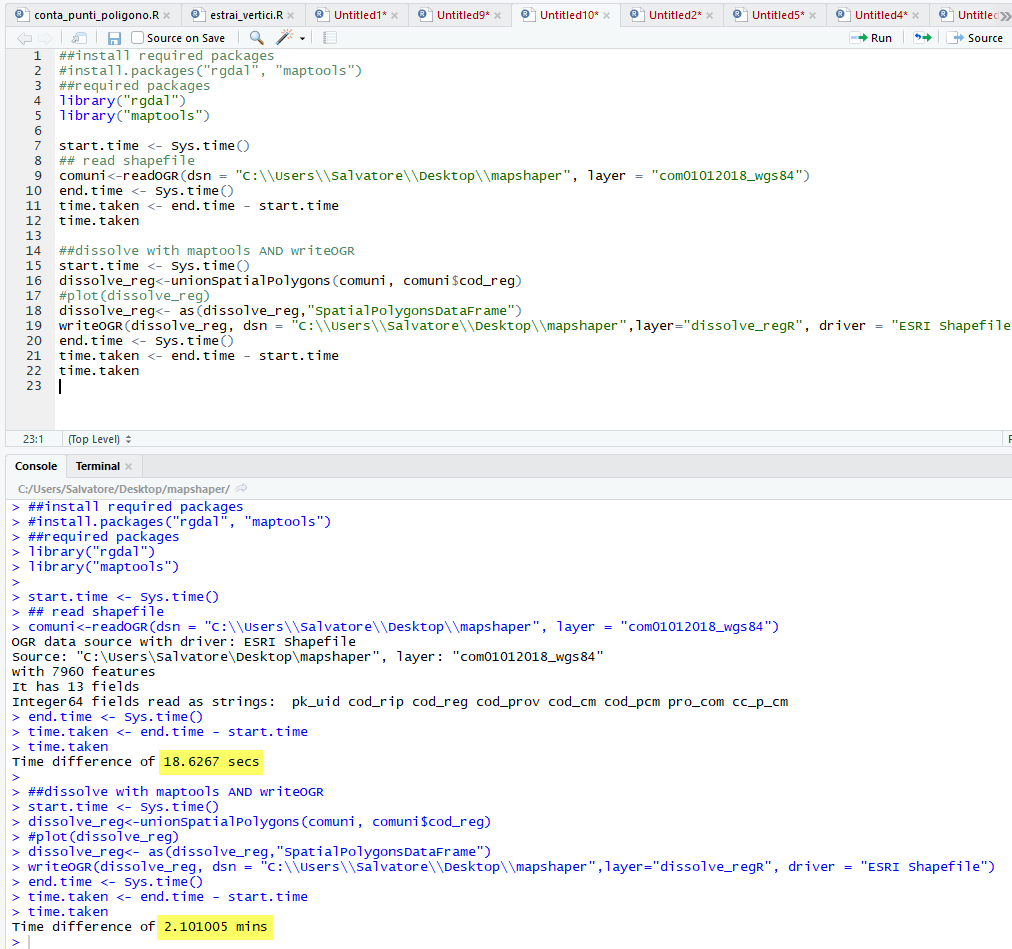 conta_punti_poligono.R × estrai_vertici.R × Untitled1* × Untitled9* × Untitled10* × Untitled2* × Untitled5* × Untitled4* × Untitlec
Source on Save Run Source
1 ##install required packages
2 #install.packages("rgdal", "maptools")
3 ##required packages
4 library("rgdal")
5 library("maptools")
6
7 start.time <- Sys.time()
8 ## read shapefile
9 comuni<-readOGR(dsn = "C:\\Users\\Salvatore\\Desktop\\mapshaper", layer = "com01012018_wgs84")
10 end.time <- Sys.time()
11 time.taken <- end.time - start.time
12 time.taken
13
14 ##dissolve with maptools AND writeOGR
15 start.time <- Sys.time()
16 dissolve_reg<-unionSpatialPolygons(comuni, comuni$cod_reg)
17 #plot(dissolve_reg)
18 dissolve_reg<- as(dissolve_reg,"SpatialPolygonsDataFrame")
19 writeOGR(dissolve_reg, dsn = "C:\\Users\\Salvatore\\Desktop\\mapshaper",layer="dissolve_regR", driver = "ESRI Shapefile
20 end.time <- Sys.time()
21 time.taken <- end.time - start.time
22 time.taken
23
23:1 (Top Level)
Console Terminal ×
C:/Users/Salvatore/Desktop/mapshaper/
> ##install required packages
> #install.packages("rgdal", "maptools")
> ##required packages
> library("rgdal")
> library("maptools")
>
> start.time <- Sys.time()
> ## read shapefile
> comuni<-readOGR(dsn = "C:\\Users\\Salvatore\\Desktop\\mapshaper", layer = "com01012018_wgs84")
OGR data source with driver: ESRI Shapefile
Source: "C:\Users\Salvatore\Desktop\mapshaper", layer: "com01012018_wgs84"
with 7960 features
It has 13 fields
Integer64 fields read as strings:  pk_uid cod_rip cod_reg cod_prov cod_cm cod_pcm pro_com cc_p_cm
> end.time <- Sys.time()
> time.taken <- end.time - start.time
> time.taken
Time difference of 18.6267 secs
>
> ##dissolve with maptools AND writeOGR
> start.time <- Sys.time()
> dissolve_reg<-unionSpatialPolygons(comuni, comuni$cod_reg)
> #plot(dissolve_reg)
> dissolve_reg<- as(dissolve_reg,"SpatialPolygonsDataFrame")
> writeOGR(dissolve_reg, dsn = "C:\\Users\\Salvatore\\Desktop\\mapshaper",layer="dissolve_regR", driver = "ESRI Shapefile")
> end.time <- Sys.time()
> time.taken <- end.time - start.time
> time.taken
Time difference of 2.101005 mins
>